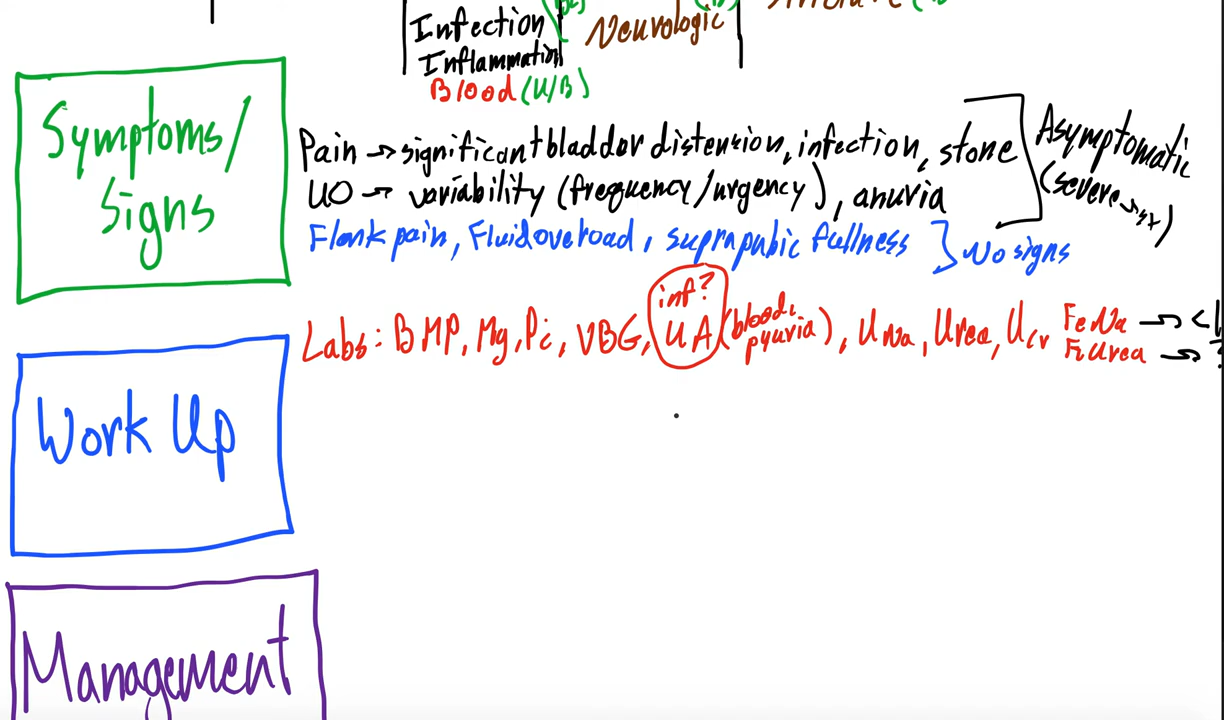 Infection
Neurologic
Inflammation
Blood (U/B)
Symptoms/
Signs
Pain → significant bladder distension, infection, stone
UO → variability (frequency/urgency), anuria
Asymptomatic
(severe → sx)
Flank pain, Fluid overload, suprapubic fullness
No signs
inf?
Labs: BMP, Mg, Pi, VBG, UA (blood, pyuria), UNa, Urea, Ucr
FeNa → <1
FeUrea →
Work Up
Management